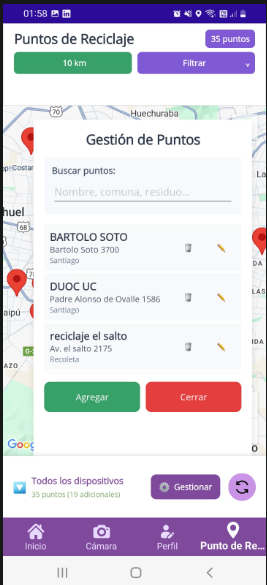 01:58
Puntos de Reciclaje
35 puntos
10 km
Filtrar
70
Huechuraba
Gestión de Puntos
Buscar puntos:
Nombre, comuna, residuo...
huel
68
BARTOLO SOTO
Bartolo Soto 3700
Santiago
DUOC UC
Padre Alonso de Ovalle 1586
Santiago
reciclaje el salto
Av. el salto 2175
Recoleta
Agregar
Cerrar
Todos los dispositivos
35 puntos (19 adicionales)
Gestionar
Inicio
Cámara
Perfil
Punto de Re...